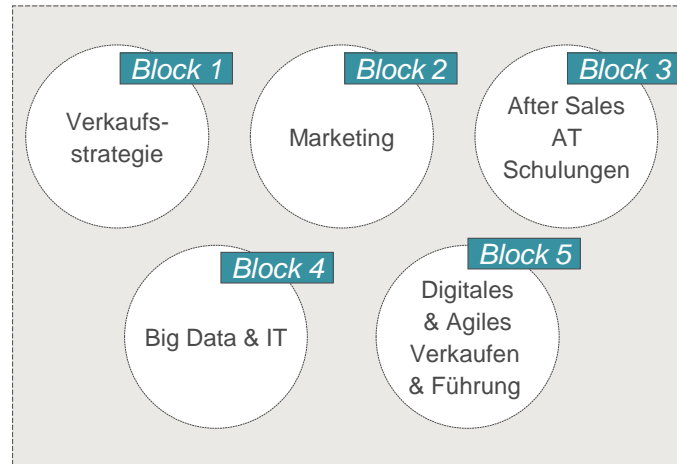 Block 1
Verkaufs-
strategie
Block 2
Marketing
Block 3
After Sales
AT
Schulungen
Block 4
Big Data & IT
Block 5
Digitales
& Agiles
Verkaufen
& Führung